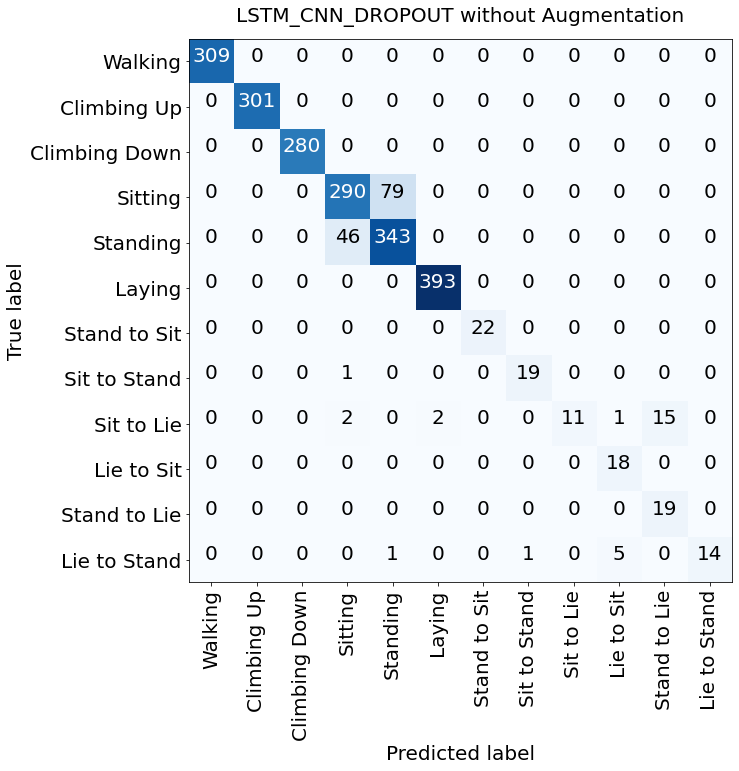 LSTM_CNN_DROPOUT without Augmentation
True label
Walking 309 0 0 0 0 0 0 0 0 0 0 0
Climbing Up 0 301 0 0 0 0 0 0 0 0 0 0
Climbing Down 0 0 280 0 0 0 0 0 0 0 0 0
Sitting 0 0 0 290 79 0 0 0 0 0 0 0
Standing 0 0 0 46 343 0 0 0 0 0 0 0
Laying 0 0 0 0 0 393 0 0 0 0 0 0
Stand to Sit 0 0 0 0 0 0 22 0 0 0 0 0
Sit to Stand 0 0 0 1 0 0 0 19 0 0 0 0
Sit to Lie 0 0 0 2 0 2 0 0 11 1 15 0
Lie to Sit 0 0 0 0 0 0 0 0 0 18 0 0
Stand to Lie 0 0 0 0 0 0 0 0 0 0 19 0
Lie to Stand 0 0 0 0 1 0 0 1 0 5 0 14
Walking
Climbing Up
Climbing Down
Sitting
Standing
Laying
Stand to Sit
Sit to Stand
Sit to Lie
Lie to Sit
Stand to Lie
Lie to Stand
Predicted label